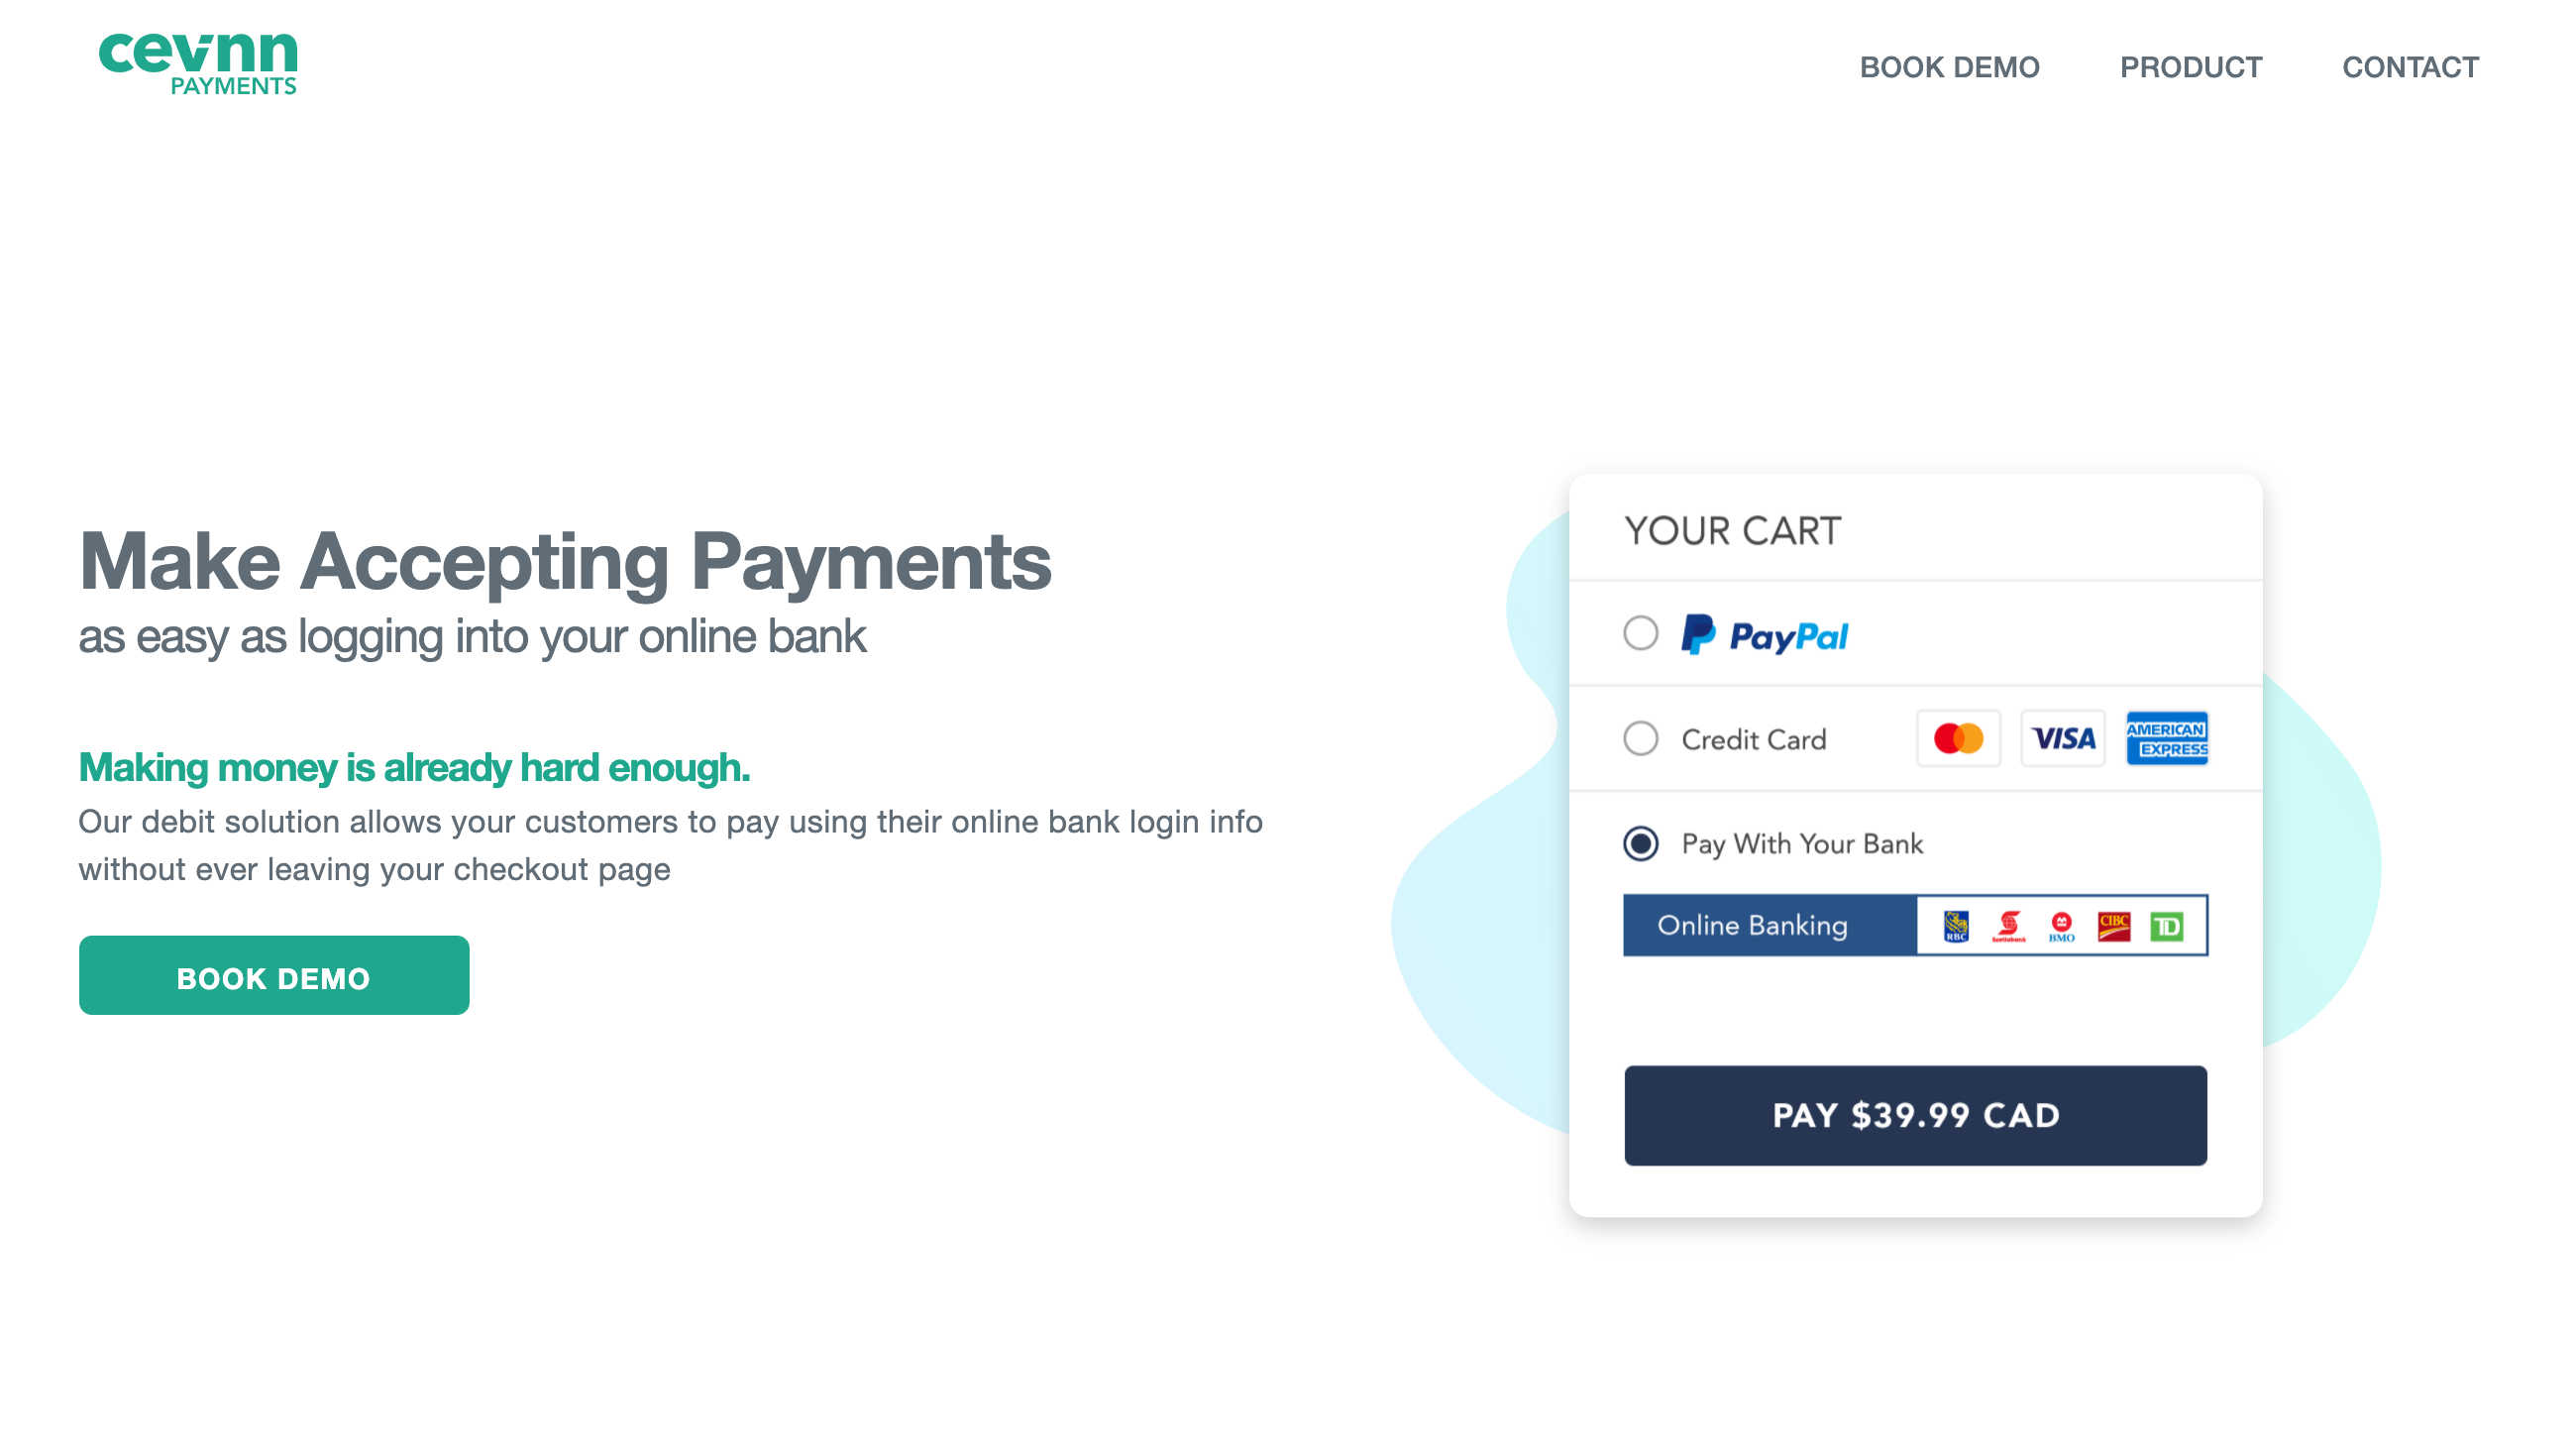 cevnn
PAYMENTS
BOOK DEMO
PRODUCT
CONTACT
Make Accepting Payments
as easy as logging into your online bank
Making money is already hard enough.
Our debit solution allows your customers to pay using their online bank login info
without ever leaving your checkout page
BOOK DEMO
YOUR CART
PayPal
Credit Card
VISA
AMERICAN
EXPRESS
Pay With Your Bank
Online Banking
RBC
Scotiabank
BMO
CIBC
TD
PAY $39.99 CAD